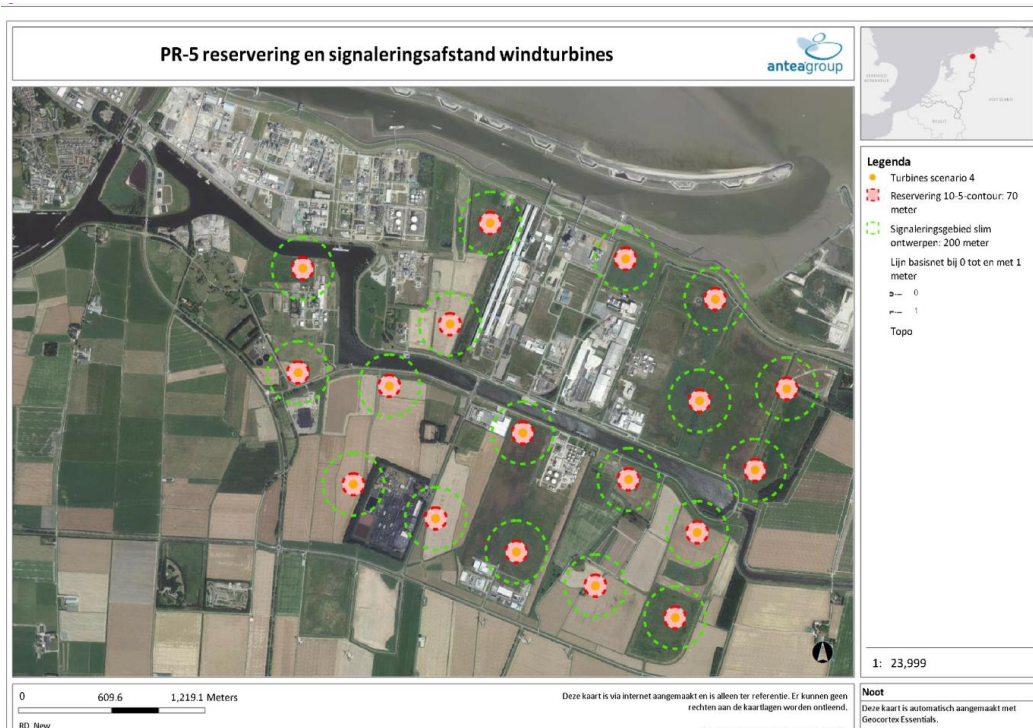 PR-5 reservering en signaleringsafstand windturbines
anteagroup
Legenda
Turbines scenario 4
Reservering 10-5-contour: 70
meter
Signaleringsgebied slim
ontwerpen: 200 meter
Lijn basisnet bij 0 tot en met 1
meter
0
1
Topo
1: 23,999
0 609.6 1,219.1 Meters
RD_New
Deze kaart is via internet aangemaakt en is alleen ter referentie. Er kunnen geen
rechten aan de kaartlagen worden ontleend.
Noot
Deze kaart is automatisch aangemaakt met
Geocortex Essentials.